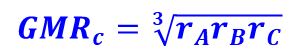 GMR_c = ∛(r_A r_B r_C)